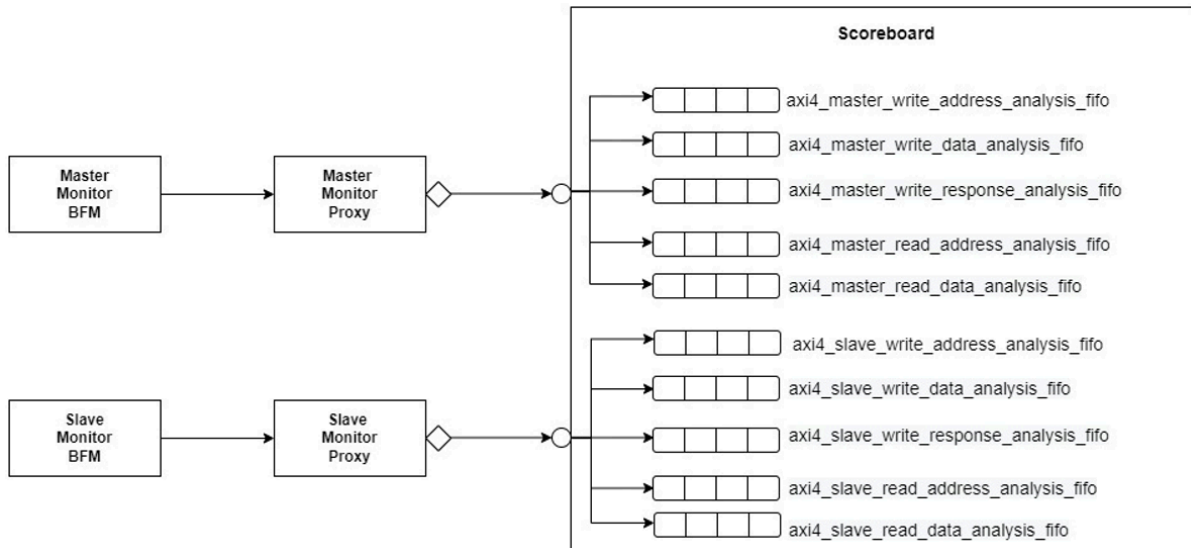 Scoreboard
axi4_master_write_address_analysis_fifo
axi4_master_write_data_analysis_fifo
Master
Monitor
BFM
Master
Monitor
Proxy
axi4_master_write_response_analysis_fifo
axi4_master_read_address_analysis_fifo
axi4_master_read_data_analysis_fifo
axi4_slave_write_address_analysis_fifo
axi4_slave_write_data_analysis_fifo
Slave
Monitor
BFM
Slave
Monitor
Proxy
axi4_slave_write_response_analysis_fifo
axi4_slave_read_address_analysis_fifo
axi4_slave_read_data_analysis_fifo